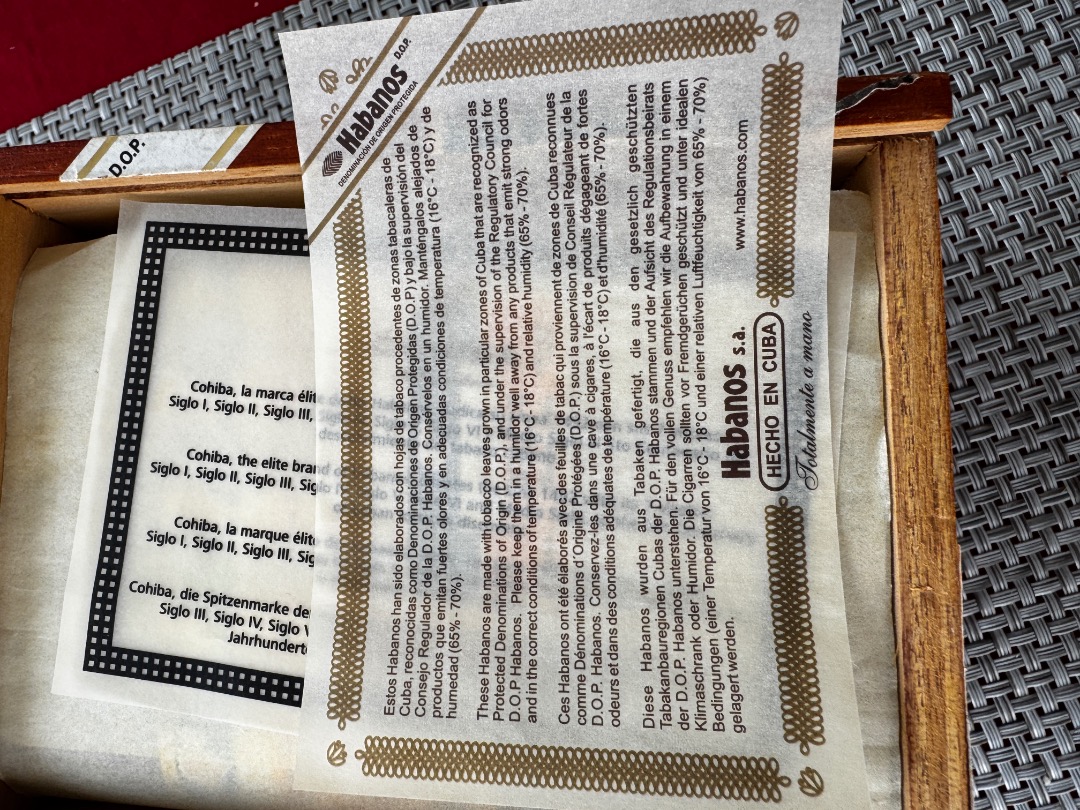 D.O.P.
Habanos D.O.P.
DENOMINACIÓN DE ORIGEN PROTEGIDA
Estos Habanos han sido elaborados con hojas de tabaco procedentes de zonas tabacaleras de
Cuba, reconocidas como Denominaciones de Origen Protegidas (D.O.P.) y bajo la supervisión del
Consejo Regulador de la D.O.P. Habanos. Consérvelos en un humidor. Manténgalos alejados de
productos que emitan fuertes olores y en adecuadas condiciones de temperatura (16°C - 18°C) y de
humedad (65% - 70%).
These Habanos are made with tobacco leaves grown in particular zones of Cuba that are recognized as
Protected Denominations of Origin (D.O.P.), and under the supervision of the Regulatory Council for
D.O.P Habanos. Please keep them in a humidor well away from any products that emit strong odors
and in the correct conditions of temperature (16°C - 18°C) and relative humidity (65% - 70%).
Ces Habanos ont été élaborés avec des feuilles de tabac qui proviennent de zones de Cuba reconnues
comme Dénominations d'Origine Protégées (D.O.P.) sous la supervision de Conseil Régulateur de la
D.O.P. Habanos. Conservez-les dans une cave à cigares, à l'écart de produits dégageant de fortes
odeurs et dans des conditions adéquates de température (16°C - 18°C) et d'humidité (65% - 70%).
Diese Habanos wurden aus Tabaken gefertigt, die aus den gesetzlich geschützten
Tabakanbauregionen Cubas der D.O.P. Habanos stammen und der Aufsicht des Regulationsbeirats
der D.O.P. Habanos unterstehen. Für den vollen Genuss empfehlen wir die Aufbewahrung in einem
Klimaschrank oder Humidor. Die Cigarren sollten vor Fremdgerüchen geschützt und unter idealen
Bedingungen (einer Temperatur von 16°C - 18°C und einer relativen Luftfeuchtigkeit von 65% - 70%)
gelagert werden.
Habanos s.a.
www.habanos.com
HECHO EN CUBA
Totalmente a mano
Cohiba, la marca élit
Siglo I, Siglo II, Siglo III,
Cohiba, the elite bran
Siglo I, Siglo II, Siglo III, Sig
Cohiba, la marque élit
Siglo I, Siglo II, Siglo III, Sig
Cohiba, die Spitzenmarke de
Siglo III, Siglo IV, Siglo V
Jahrhunderte